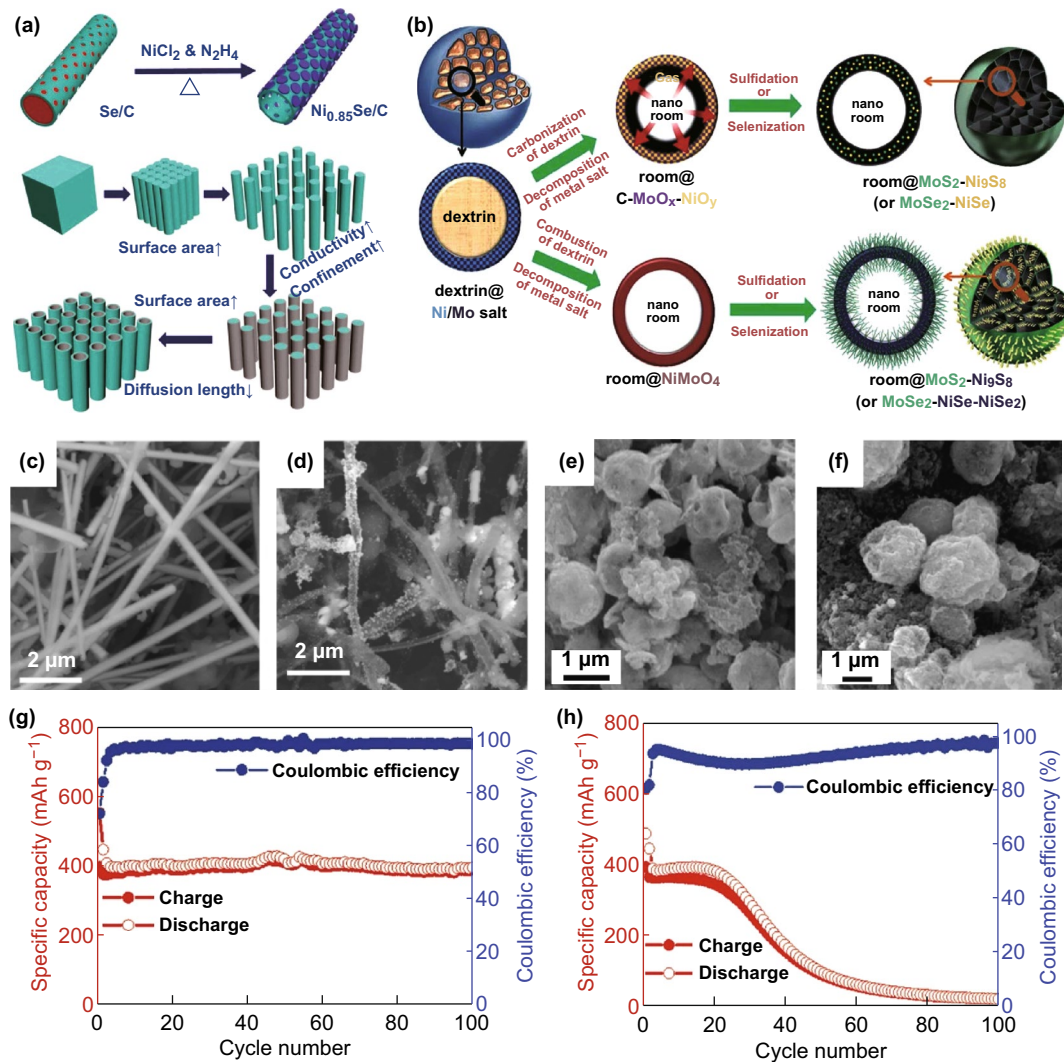 (a)
NiCl₂ & N₂H₄
△
Se/C
Ni₀.₈₅Se/C
Surface area↑
Conductivity↑
Confinement↑
Surface area↑
Diffusion length↓
(b)
dextrin
dextrin@
Ni/Mo salt
Carbonization
of dextrin
Decomposition
of metal salt
Combustion
of dextrin
Decomposition
of metal salt
Gas
nano
room
room@
C-MoOₓ-NiOᵧ
Sulfidation
or
Selenization
nano
room
room@MoS₂-Ni₉S₈
(or MoSe₂-NiSe)
nano
room
room@NiMoO₄
Sulfidation
or
Selenization
nano
room
room@MoS₂-Ni₉S₈
(or MoSe₂-NiSe-NiSe₂)
(c)
2 µm
(d)
2 µm
(e)
1 µm
(f)
1 µm
(g)
Specific capacity (mAh g⁻¹)
800
600
400
200
0
Coulombic efficiency
Charge
Discharge
100
80
60
40
20
0
Coulombic efficiency (%)
0 20 40 60 80 100
Cycle number
(h)
Specific capacity (mAh g⁻¹)
800
600
400
200
0
Coulombic efficiency
Charge
Discharge
100
80
60
40
20
0
Coulombic efficiency (%)
0 20 40 60 80 100
Cycle number